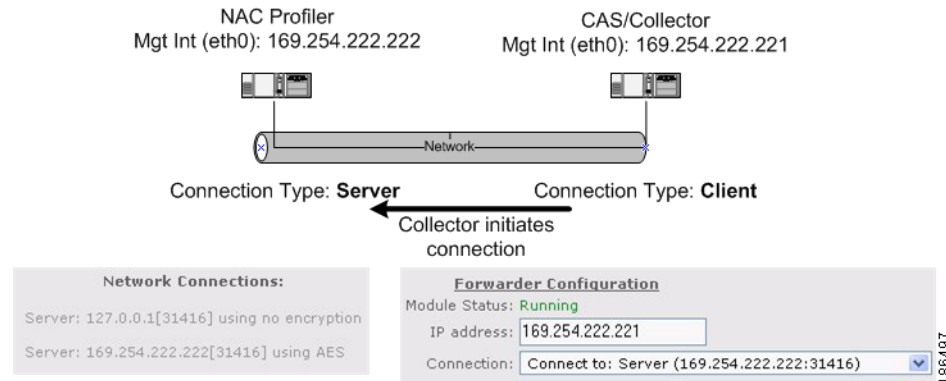 NAC Profiler
Mgt Int (eth0): 169.254.222.222
CAS/Collector
Mgt Int (eth0): 169.254.222.221
Network
Connection Type: Server
Connection Type: Client
Collector initiates
connection
Network Connections:
Server: 127.0.0.1[31416] using no encryption
Server: 169.254.222.222[31416] using AES
Forwarder Configuration
Module Status: Running
IP address: 169.254.222.221
Connection: Connect to: Server (169.254.222.222:31416)
186497